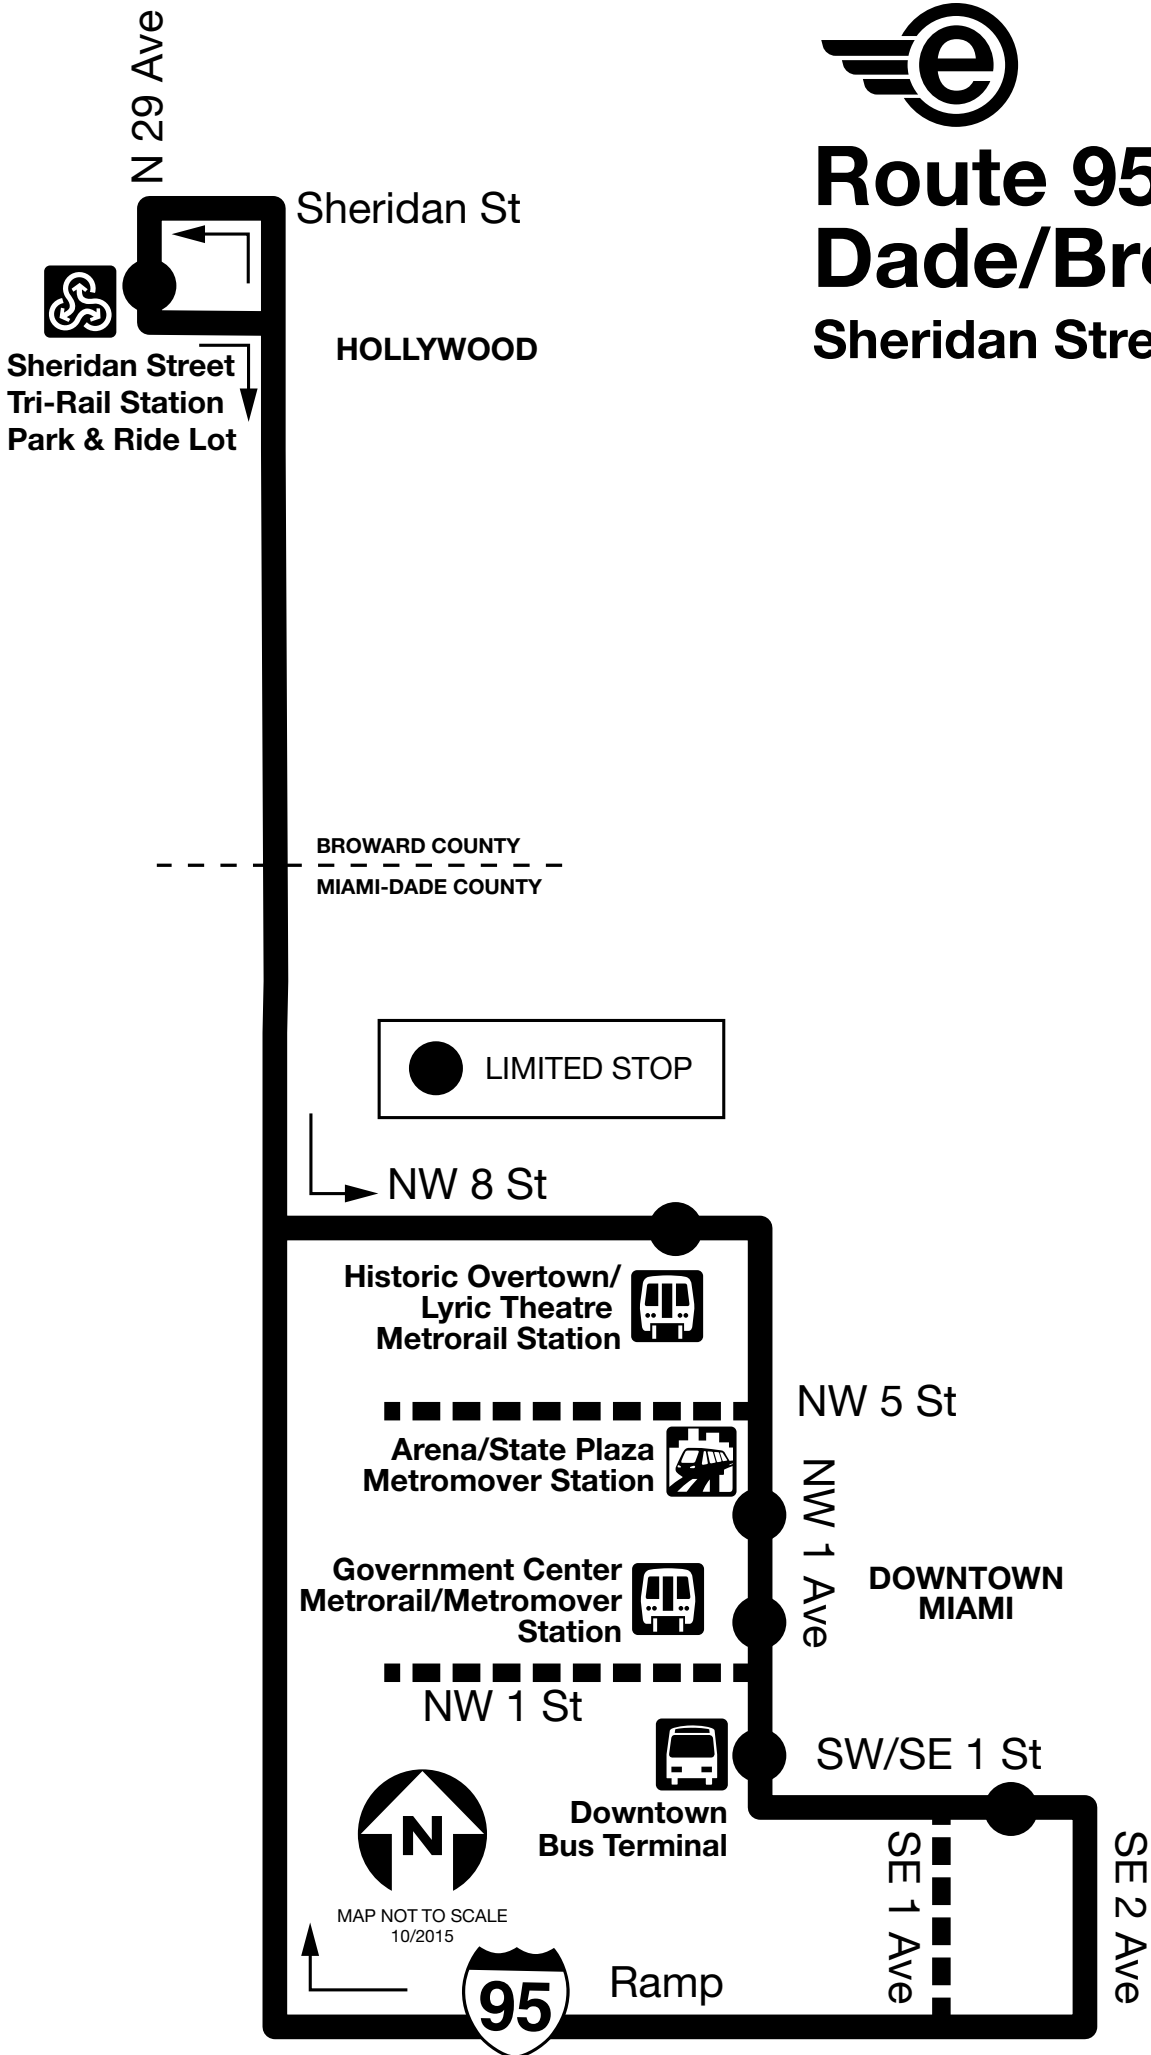 N 29 Ave
e
Route 95
Dade/Bro
Sheridan Stre
Sheridan St
HOLLYWOOD
Sheridan Street
Tri-Rail Station
Park & Ride Lot
BROWARD COUNTY
MIAMI-DADE COUNTY
LIMITED STOP
NW 8 St
Historic Overtown/
Lyric Theatre
Metrorail Station
NW 5 St
Arena/State Plaza
Metromover Station
NW 1 Ave
Government Center
Metrorail/Metromover
Station
DOWNTOWN
MIAMI
NW 1 St
SW/SE 1 St
Downtown
Bus Terminal
N
MAP NOT TO SCALE
10/2015
SE 1 Ave
SE 2 Ave
95
Ramp